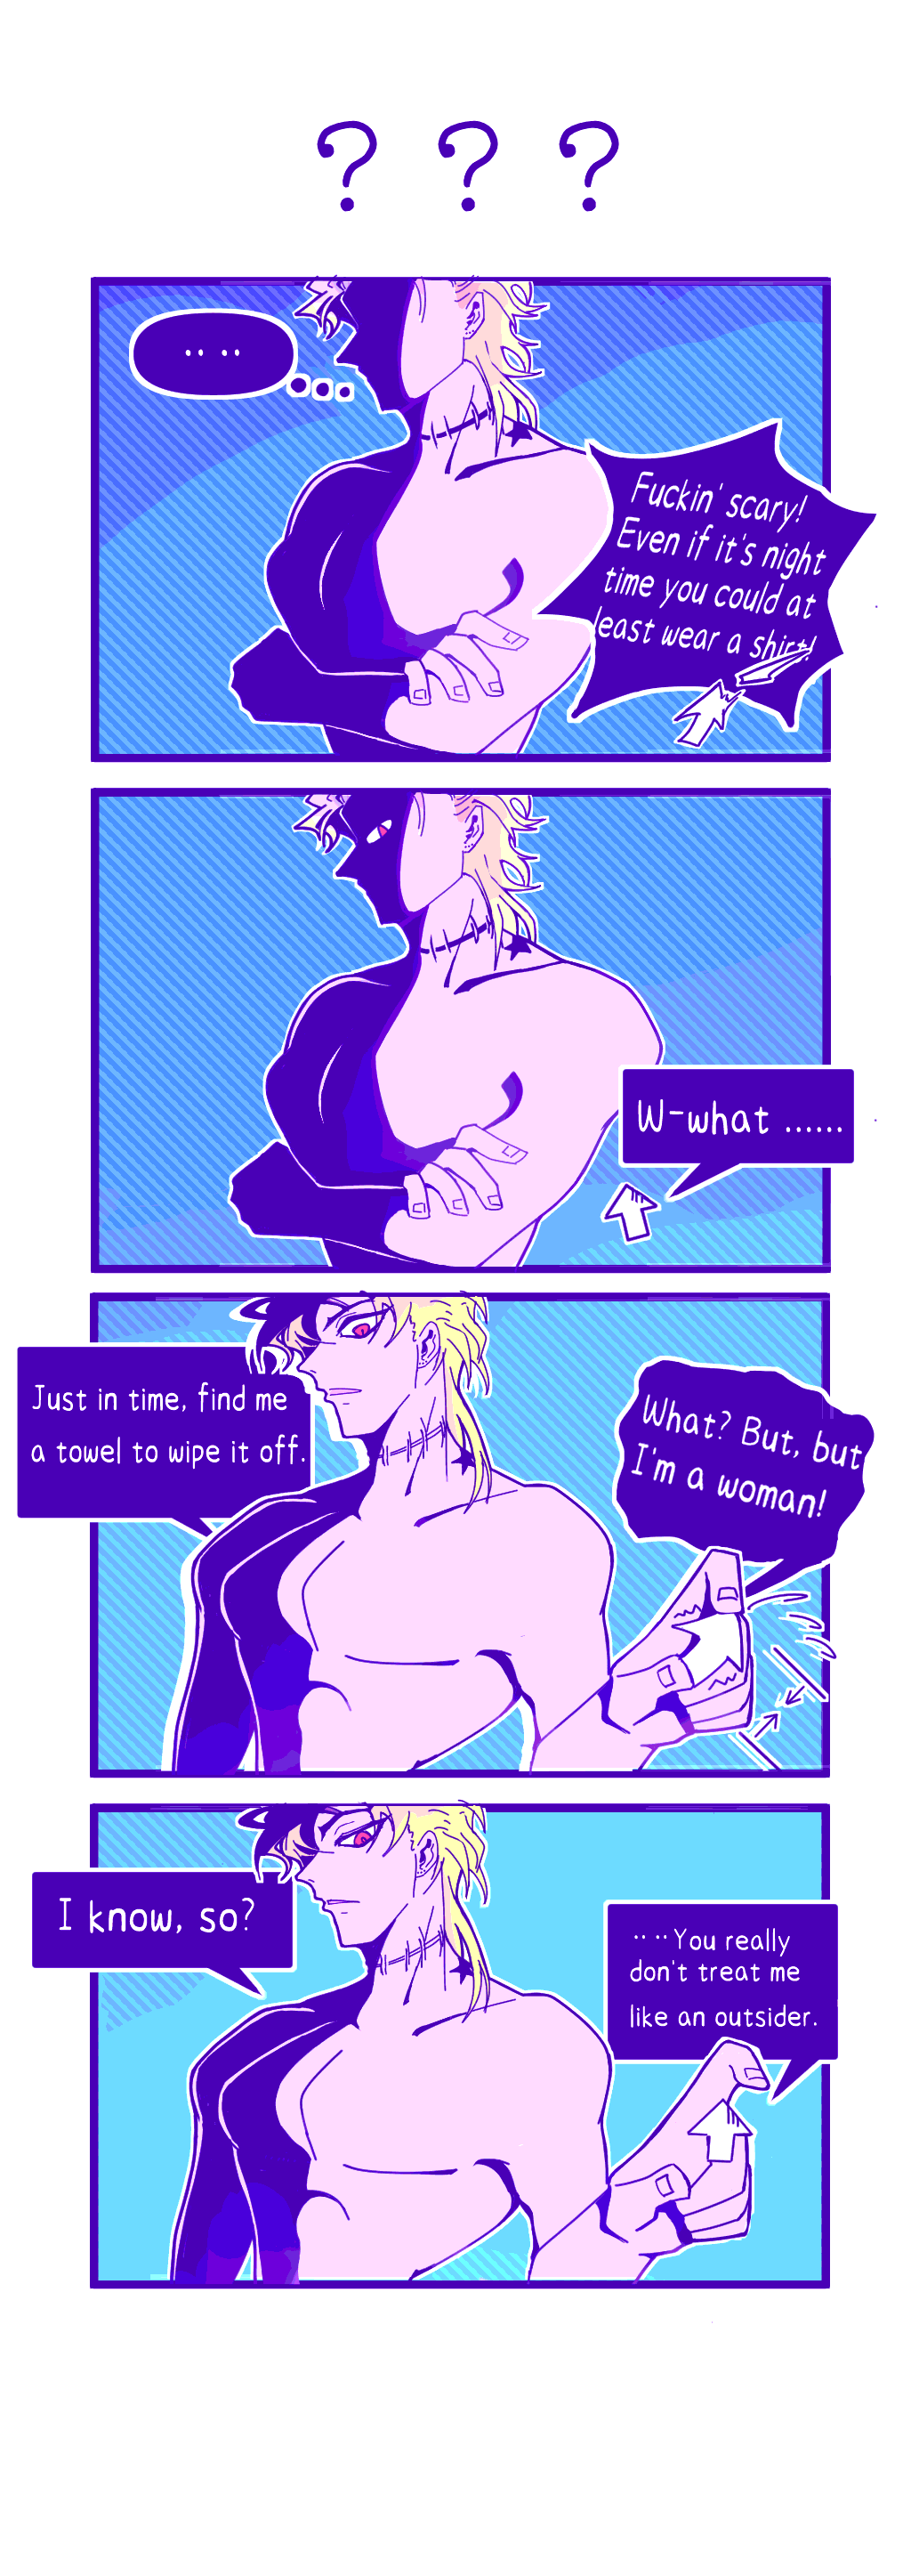 ? ? ?
.. ..
Fuckin' scary!
Even if it's night
time you could at
least wear a shirt!
W-what ......
Just in time, find me
a towel to wipe it off.
What? But, but
I'm a woman!
I know, so?
.. ..You really
don't treat me
like an outsider.